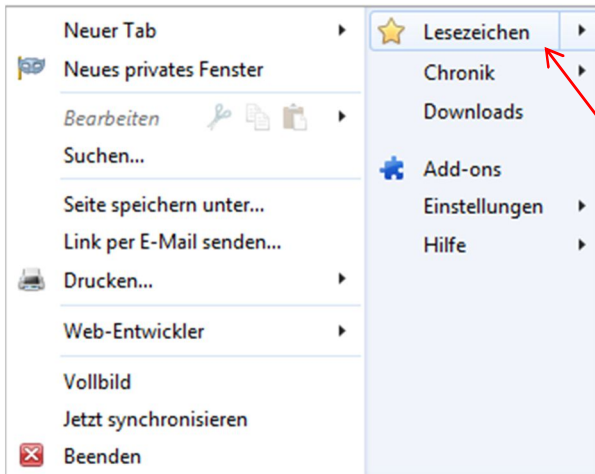 Neuer Tab
Neues privates Fenster
Bearbeiten
Suchen...
Seite speichern unter...
Link per E-Mail senden...
Drucken...
Web-Entwickler
Vollbild
Jetzt synchronisieren
Beenden
Lesezeichen
Chronik
Downloads
Add-ons
Einstellungen
Hilfe